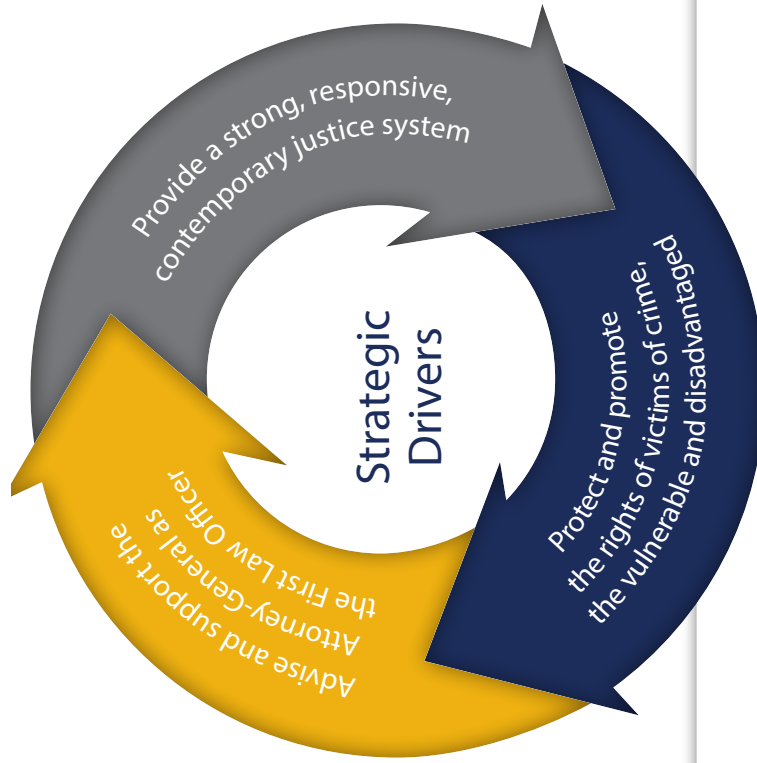 Strategic
Drivers
Provide a strong, responsive,
contemporary justice system
Protect and promote
the rights of victims of crime,
the vulnerable and disadvantaged
Advise and support the
Attorney-General as
the First Law Officer